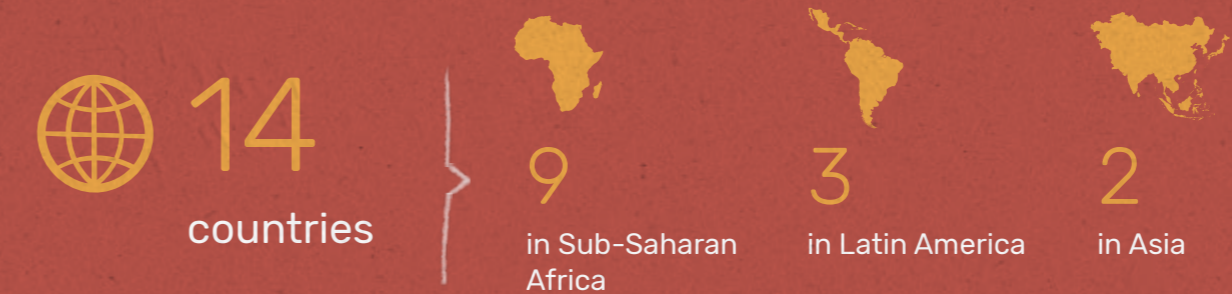 14
countries
9
in Sub-Saharan
Africa
3
in Latin America
2
in Asia